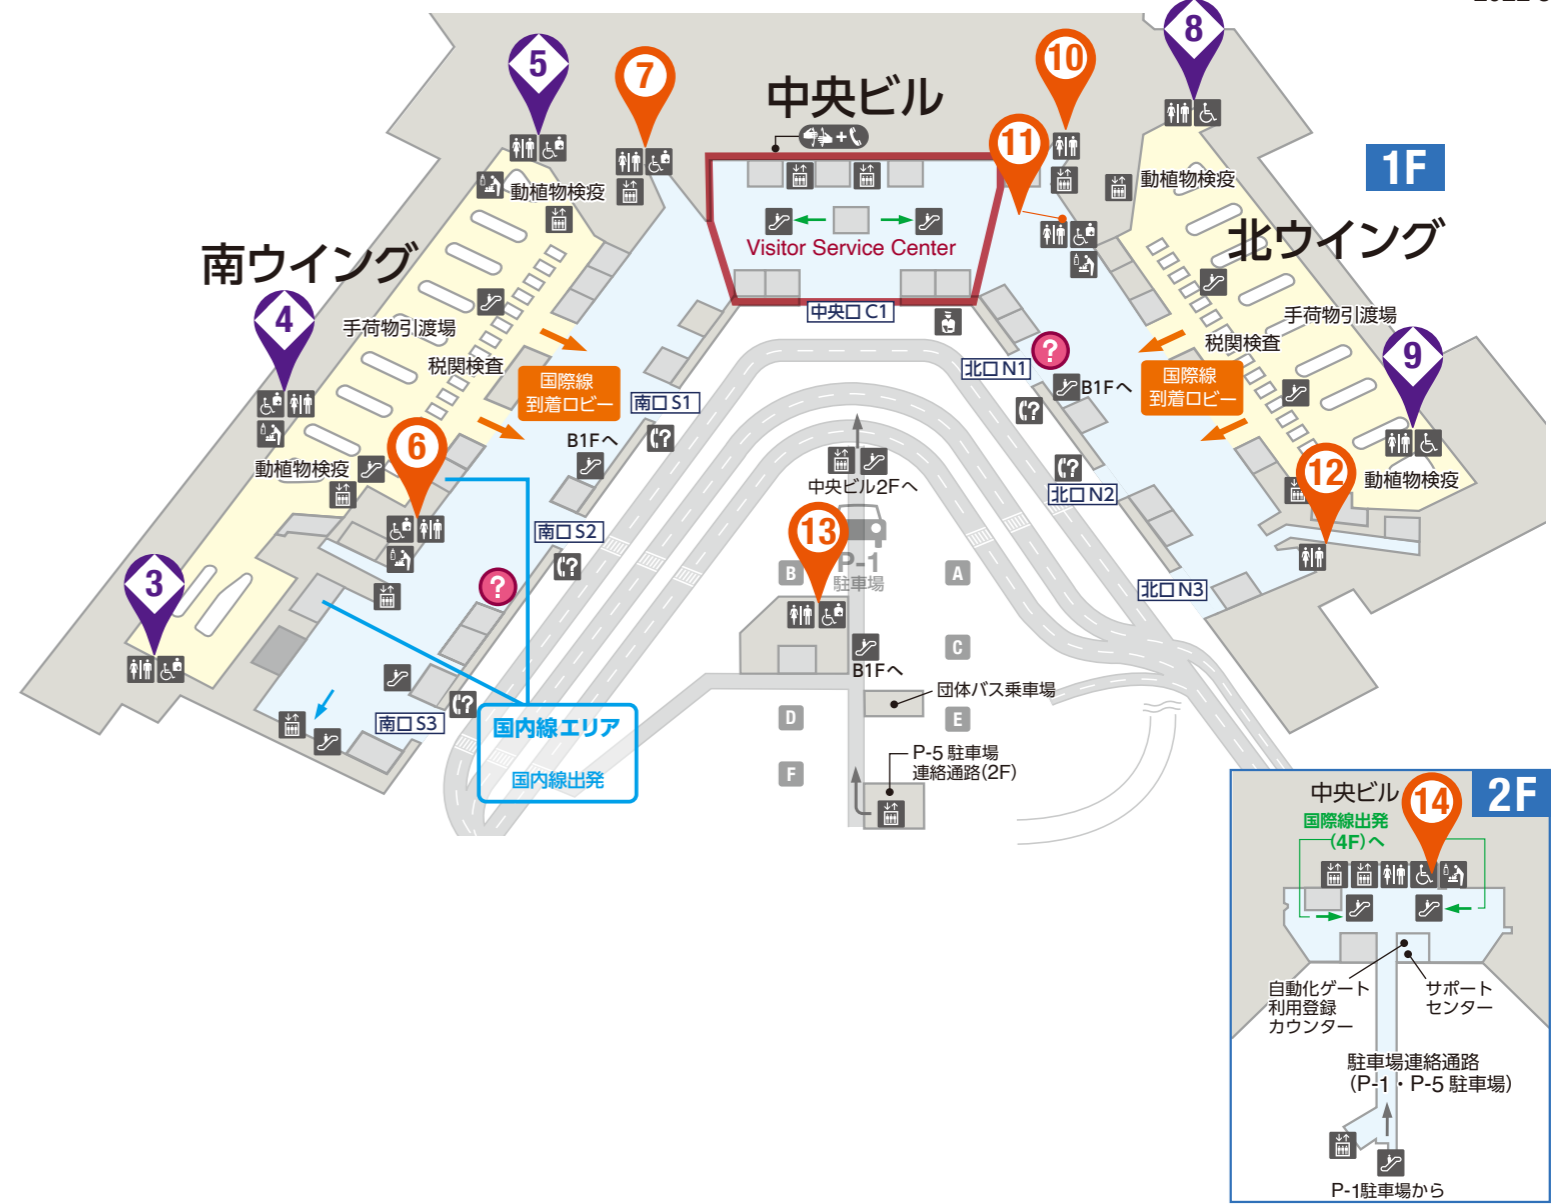 8
5
10
7
中央ビル
+
11
1F
動植物検疫
動植物検疫
南ウイング
Visitor Service Center
北ウイング
4
中央口 C1
手荷物引渡場
手荷物引渡場
?
税関検査
税関検査
9
北口 N1
国際線
到着ロビー
国際線
到着ロビー
南口 S1
B1Fへ
?
6
B1Fへ
?
動植物検疫
?
12
動植物検疫
中央ビル2Fへ
北口 N2
南口 S2
13
P-1
駐車場
?
3
?
B
A
北口 N3
C
B1Fへ
団体バス乗車場
?
南口 S3
国内線エリア
国内線出発
D
E
P-5 駐車場
連絡通路(2F)
F
2F
中央ビル
14
国際線出発
(4F)へ
自動化ゲート
利用登録
カウンター
サポート
センター
駐車場連絡通路
(P-1・P-5 駐車場)
P-1駐車場から